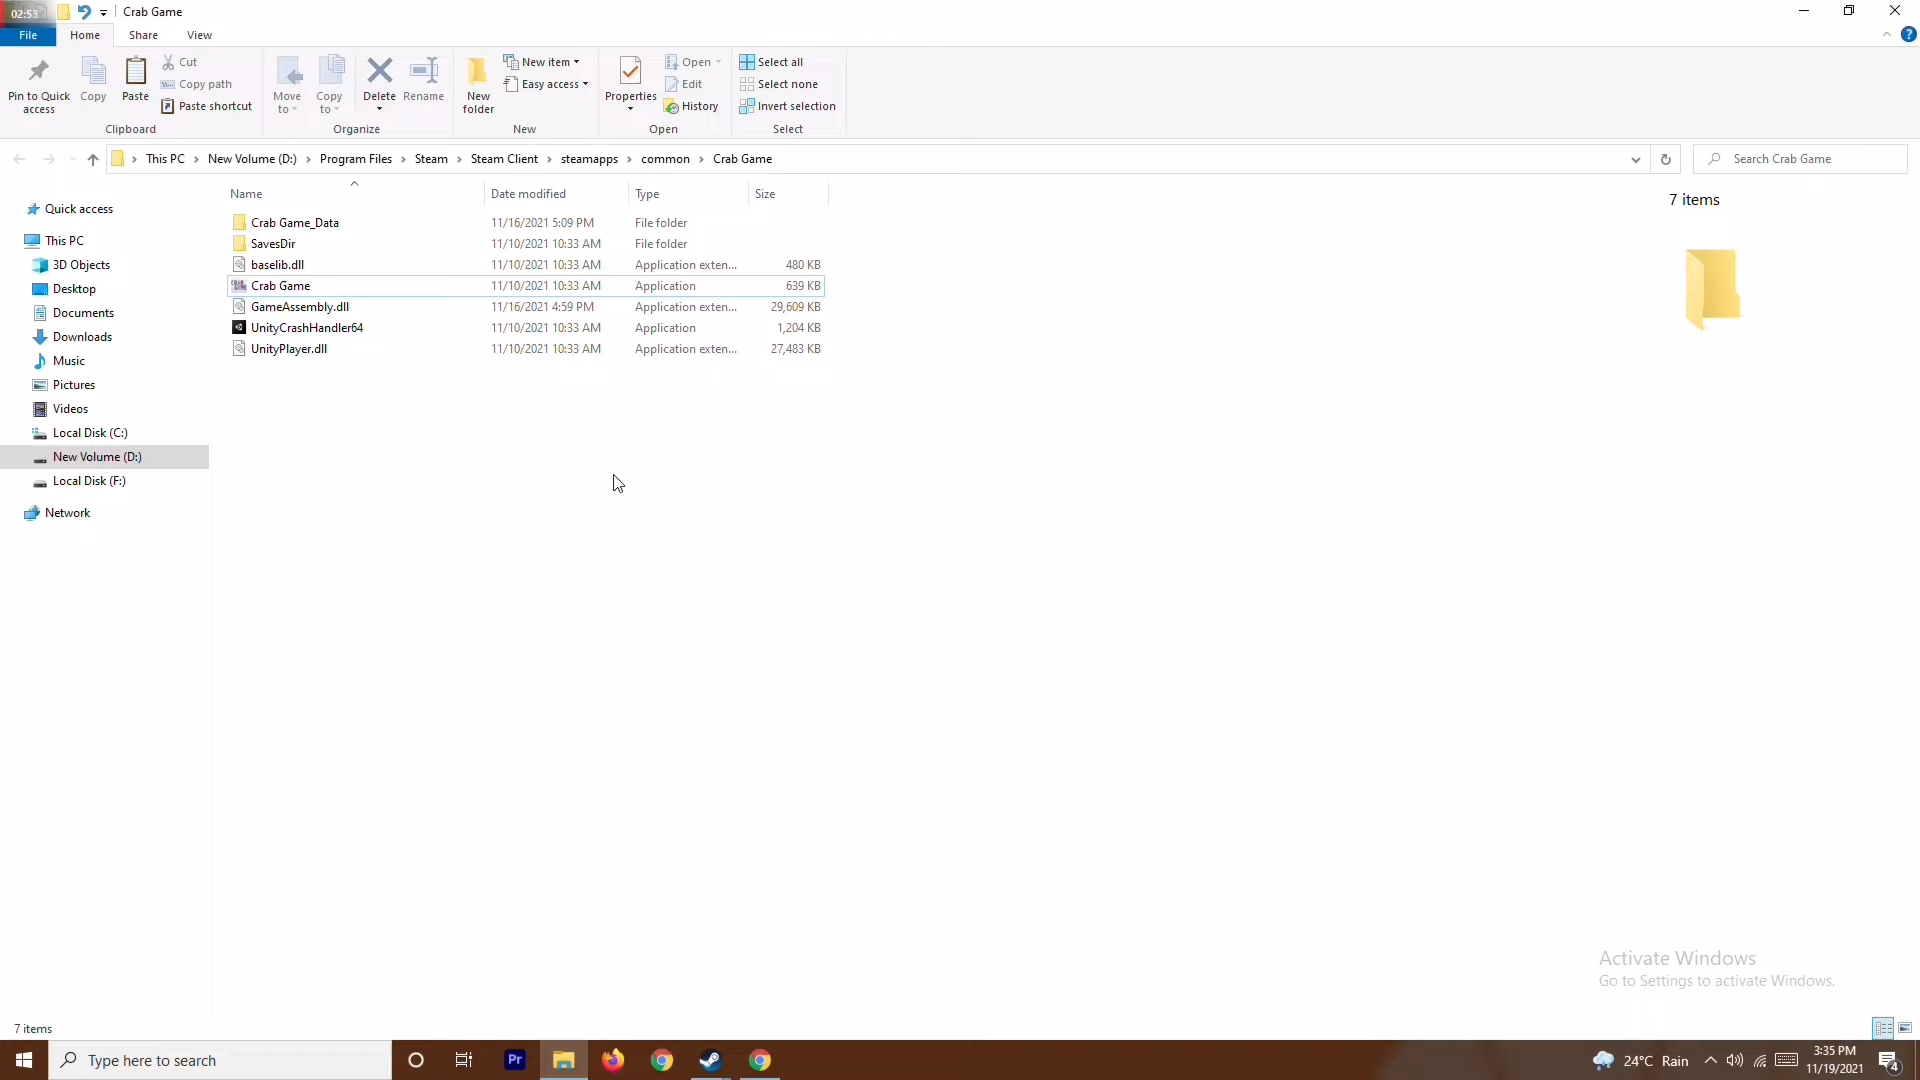 02:53
Crab Game
File Home Share View
Pin to Quick access
Copy
Paste
Cut
Copy path
Paste shortcut
Clipboard
Move to
Copy to
Delete
Rename
Organize
New folder
New item
Easy access
New
Properties
Open
Edit
History
Open
Select all
Select none
Invert selection
Select
This PC > New Volume (D:) > Program Files > Steam > Steam Client > steamapps > common > Crab Game
Search Crab Game
Name Date modified Type Size
Crab Game_Data 11/16/2021 5:09 PM File folder
SavesDir 11/10/2021 10:33 AM File folder
baselib.dll 11/10/2021 10:33 AM Application exten... 480 KB
Crab Game 11/10/2021 10:33 AM Application 639 KB
GameAssembly.dll 11/16/2021 4:59 PM Application exten... 29,609 KB
UnityCrashHandler64 11/10/2021 10:33 AM Application 1,204 KB
UnityPlayer.dll 11/10/2021 10:33 AM Application exten... 27,483 KB
Quick access
This PC
3D Objects
Desktop
Documents
Downloads
Music
Pictures
Videos
Local Disk (C:)
New Volume (D:)
Local Disk (F:)
Network
7 items
Activate Windows
Go to Settings to activate Windows.
7 items
Type here to search
Pr
24°C Rain
3:35 PM
11/19/2021
4